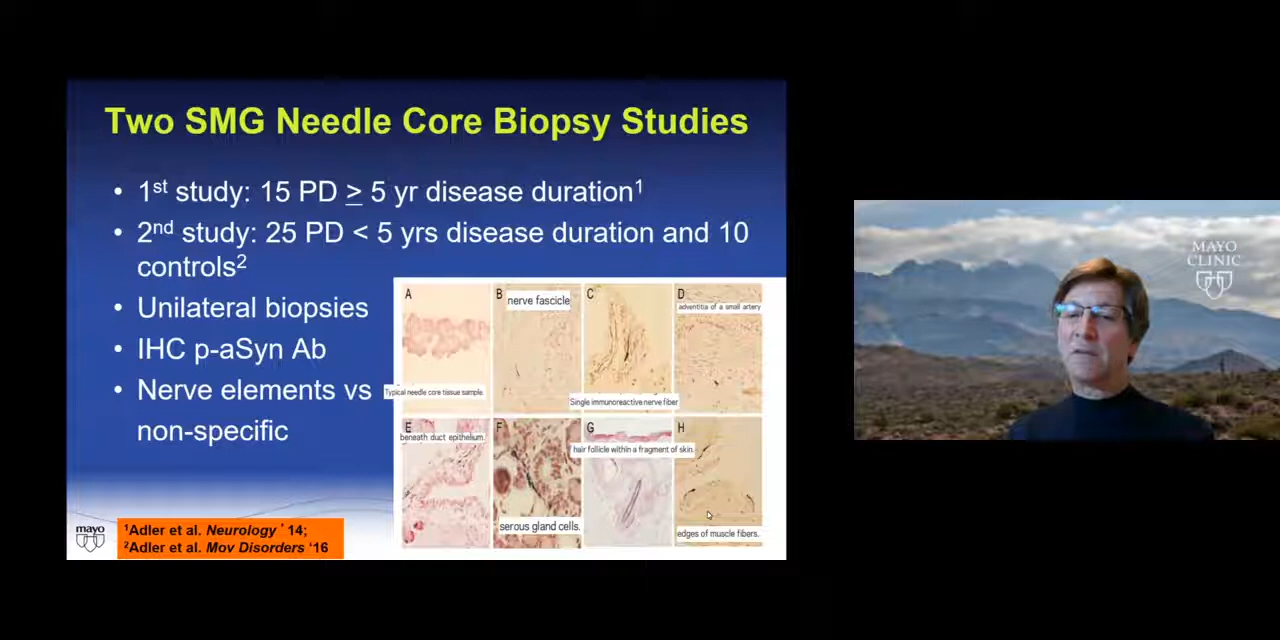 Two SMG Needle Core Biopsy Studies
• 1st study: 15 PD ≥ 5 yr disease duration1
• 2nd study: 25 PD < 5 yrs disease duration and 10
controls2
• Unilateral biopsies
• IHC p-aSyn Ab
• Nerve elements vs
non-specific
A
B
nerve fascicle
C
D
adventitia of a small artery
Typical needle core tissue sample.
Single immunoreactive nerve fiber
E
beneath duct epithelium.
F
serous gland cells.
G
hair follicle within a fragment of skin.
H
edges of muscle fibers.
mayo
1Adler et al. Neurology ' 14;
2Adler et al. Mov Disorders ‘16
MAYO
CLINIC